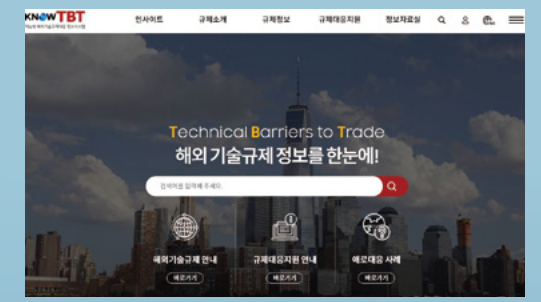 KNOWTBT
인사이트 규제소개 규제정보 규제대응지원 정보자료실
Technical Barriers to Trade
해외 기술규제 정보를 한눈에!
검색어를 입력해 주세요.
해외기술규제 안내 규제대응지원 안내 애로대응 사례
바로가기 바로가기 바로가기